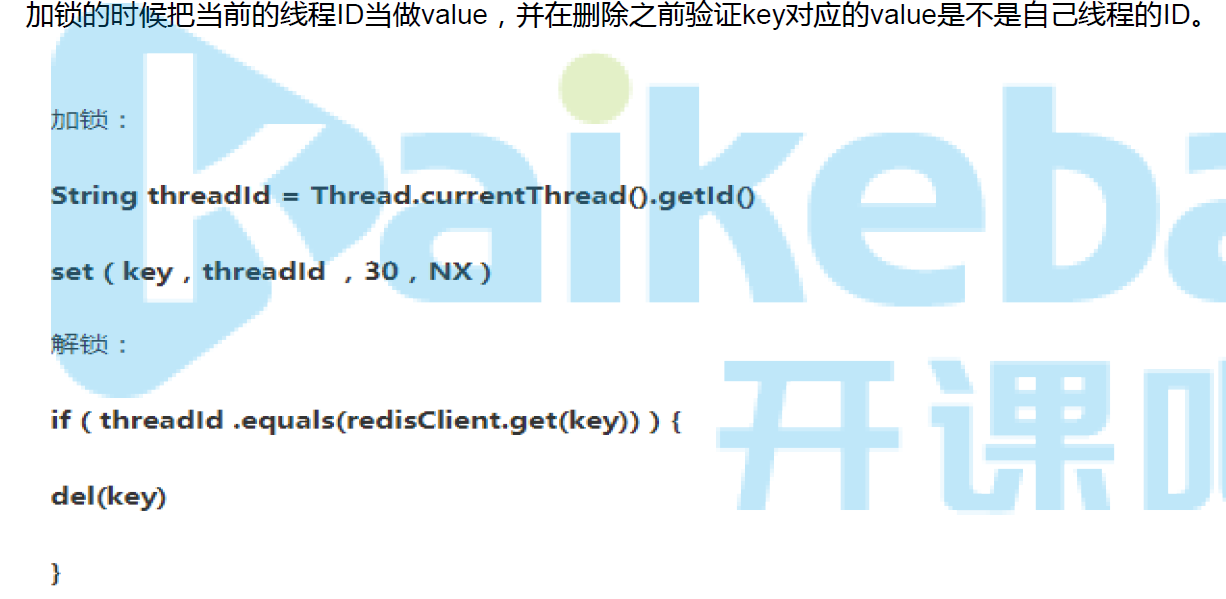 加锁的时候把当前的线程ID当做value，并在删除之前验证key对应的value是不是自己线程的ID。
加锁：
String threadId = Thread.currentThread().getId()
set（key，threadId ，30，NX）
解锁：
if（threadId .equals(redisClient.get(key))）{
del(key)
}
kaikeba
开课吧